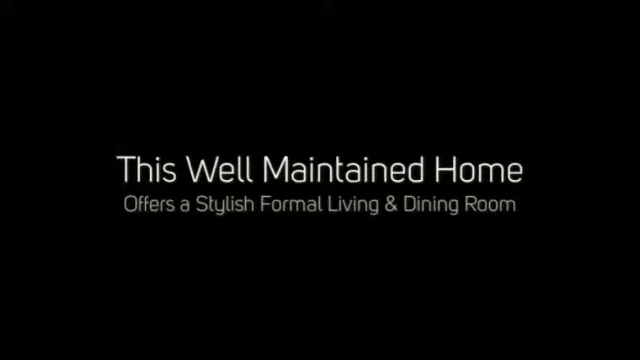 This Well Maintained Home
Offers a Stylish Formal Living & Dining Room